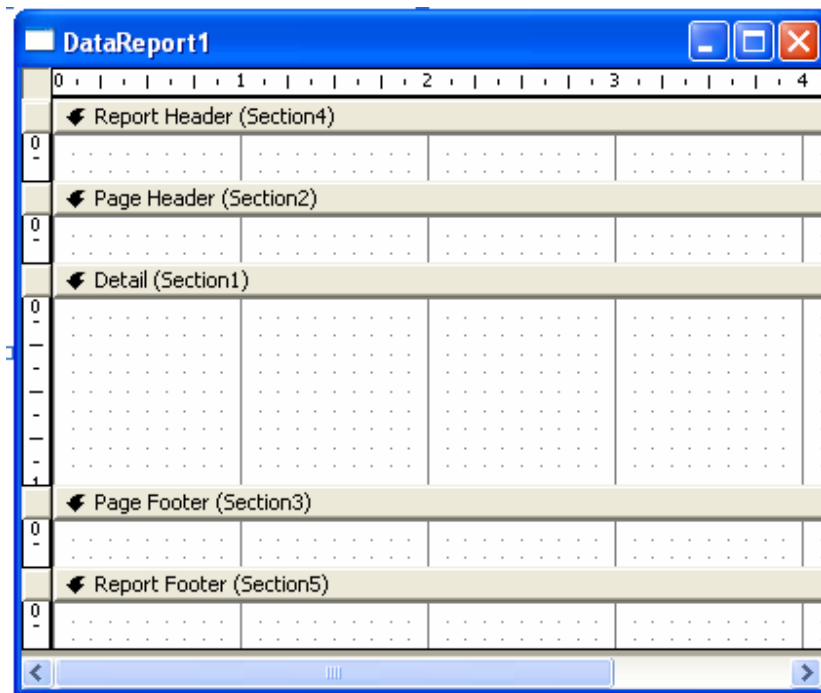 DataReport1
0 1 2 3 4
Report Header (Section4)
0
Page Header (Section2)
0
Detail (Section1)
0
1
Page Footer (Section3)
0
Report Footer (Section5)
0